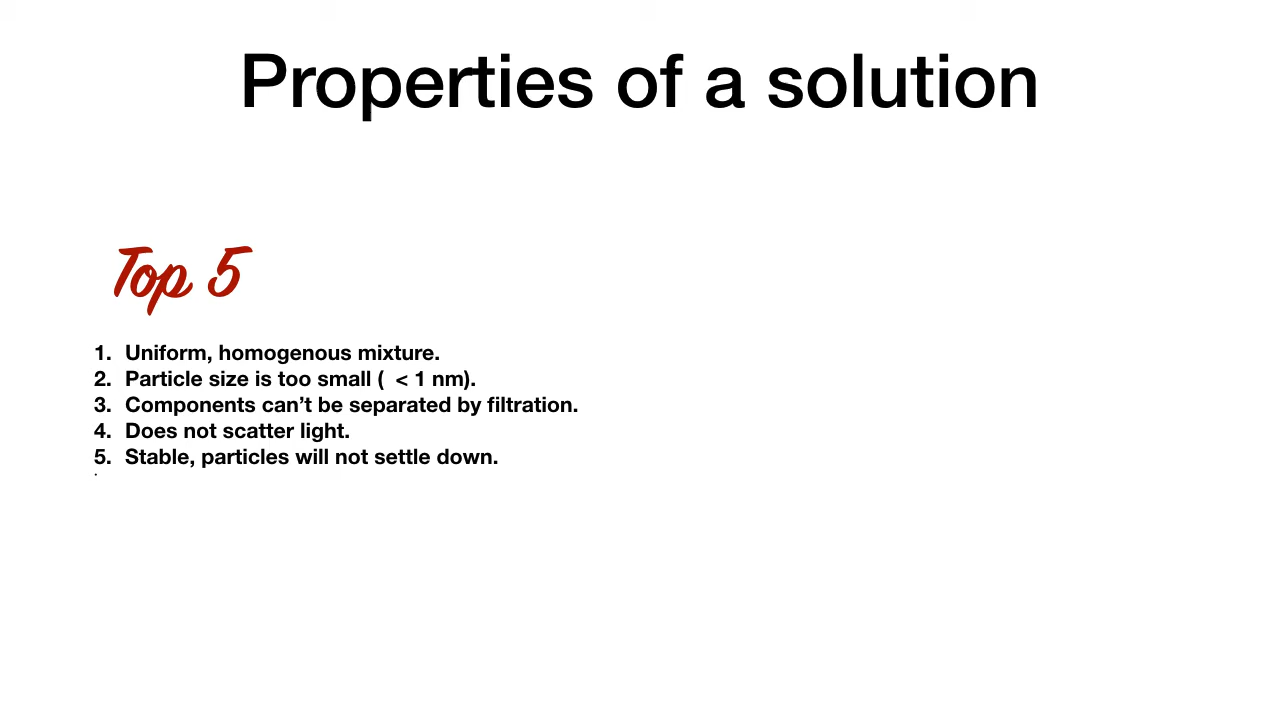 Properties of a solution
Top 5
1. Uniform, homogenous mixture.
2. Particle size is too small (  < 1 nm).
3. Components can’t be separated by filtration.
4. Does not scatter light.
5. Stable, particles will not settle down.
.